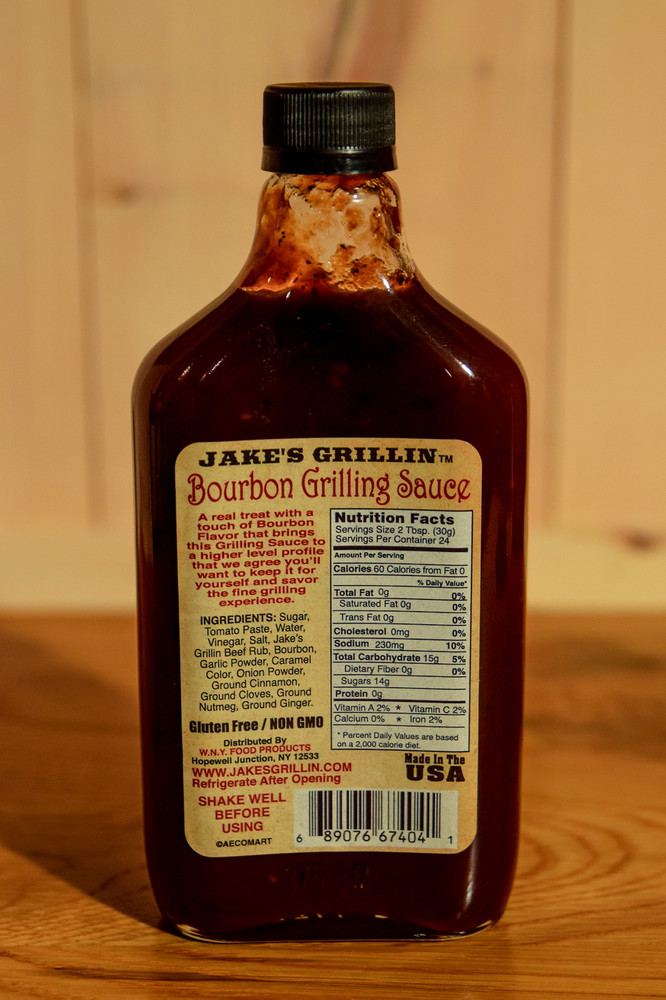 JAKE'S GRILLIN™
Bourbon Grilling Sauce
A real treat with a
touch of Bourbon
Flavor that brings
this Grilling Sauce to
a higher level profile
that we agree you'll
want to keep it for
yourself and savor
the fine grilling
experience.
INGREDIENTS: Sugar,
Tomato Paste, Water,
Vinegar, Salt, Jake's
Grillin Beef Rub, Bourbon,
Garlic Powder, Caramel
Color, Onion Powder,
Ground Cinnamon,
Ground Cloves, Ground
Nutmeg, Ground Ginger.
Gluten Free / NON GMO
Distributed By
W.N.Y. FOOD PRODUCTS
Hopewell Junction, NY 12533
WWW.JAKESGRILLIN.COM
Refrigerate After Opening
SHAKE WELL
BEFORE
USING
©AECOMART
Nutrition Facts
Servings Size 2 Tbsp. (30g)
Servings Per Container 24
Amount Per Serving
Calories 60 Calories from Fat 0
% Daily Value*
Total Fat 0g 0%
Saturated Fat 0g 0%
Trans Fat 0g 0%
Cholesterol 0mg 0%
Sodium 230mg 10%
Total Carbohydrate 15g 5%
Dietary Fiber 0g 0%
Sugars 14g
Protein 0g
Vitamin A 2% * Vitamin C 2%
Calcium 0% * Iron 2%
* Percent Daily Values are based
on a 2,000 calorie diet.
Made In The
USA
6 89076 67404 1